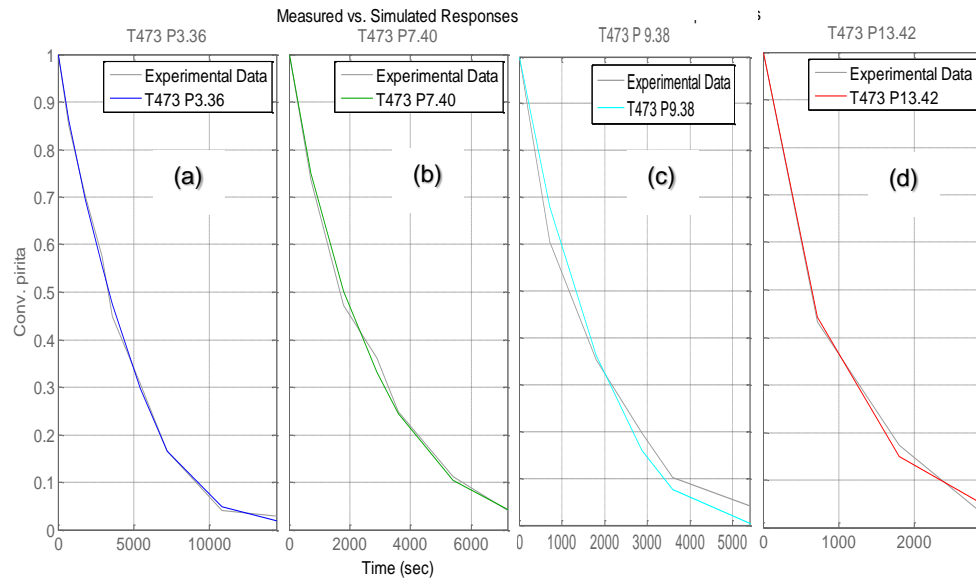 Measured vs. Simulated Responses
T473 P3.36
T473 P7.40
T473 P 9.38
T473 P13.42
Experimental Data
T473 P3.36
Experimental Data
T473 P7.40
Experimental Data
T473 P9.38
Experimental Data
T473 P13.42
(a)
(b)
(c)
(d)
Conv. pirita
1
0.9
0.8
0.7
0.6
0.5
0.4
0.3
0.2
0.1
0
0 5000 10000
0 2000 4000 6000
0 1000 2000 3000 4000 5000
0 1000 2000
Time (sec)